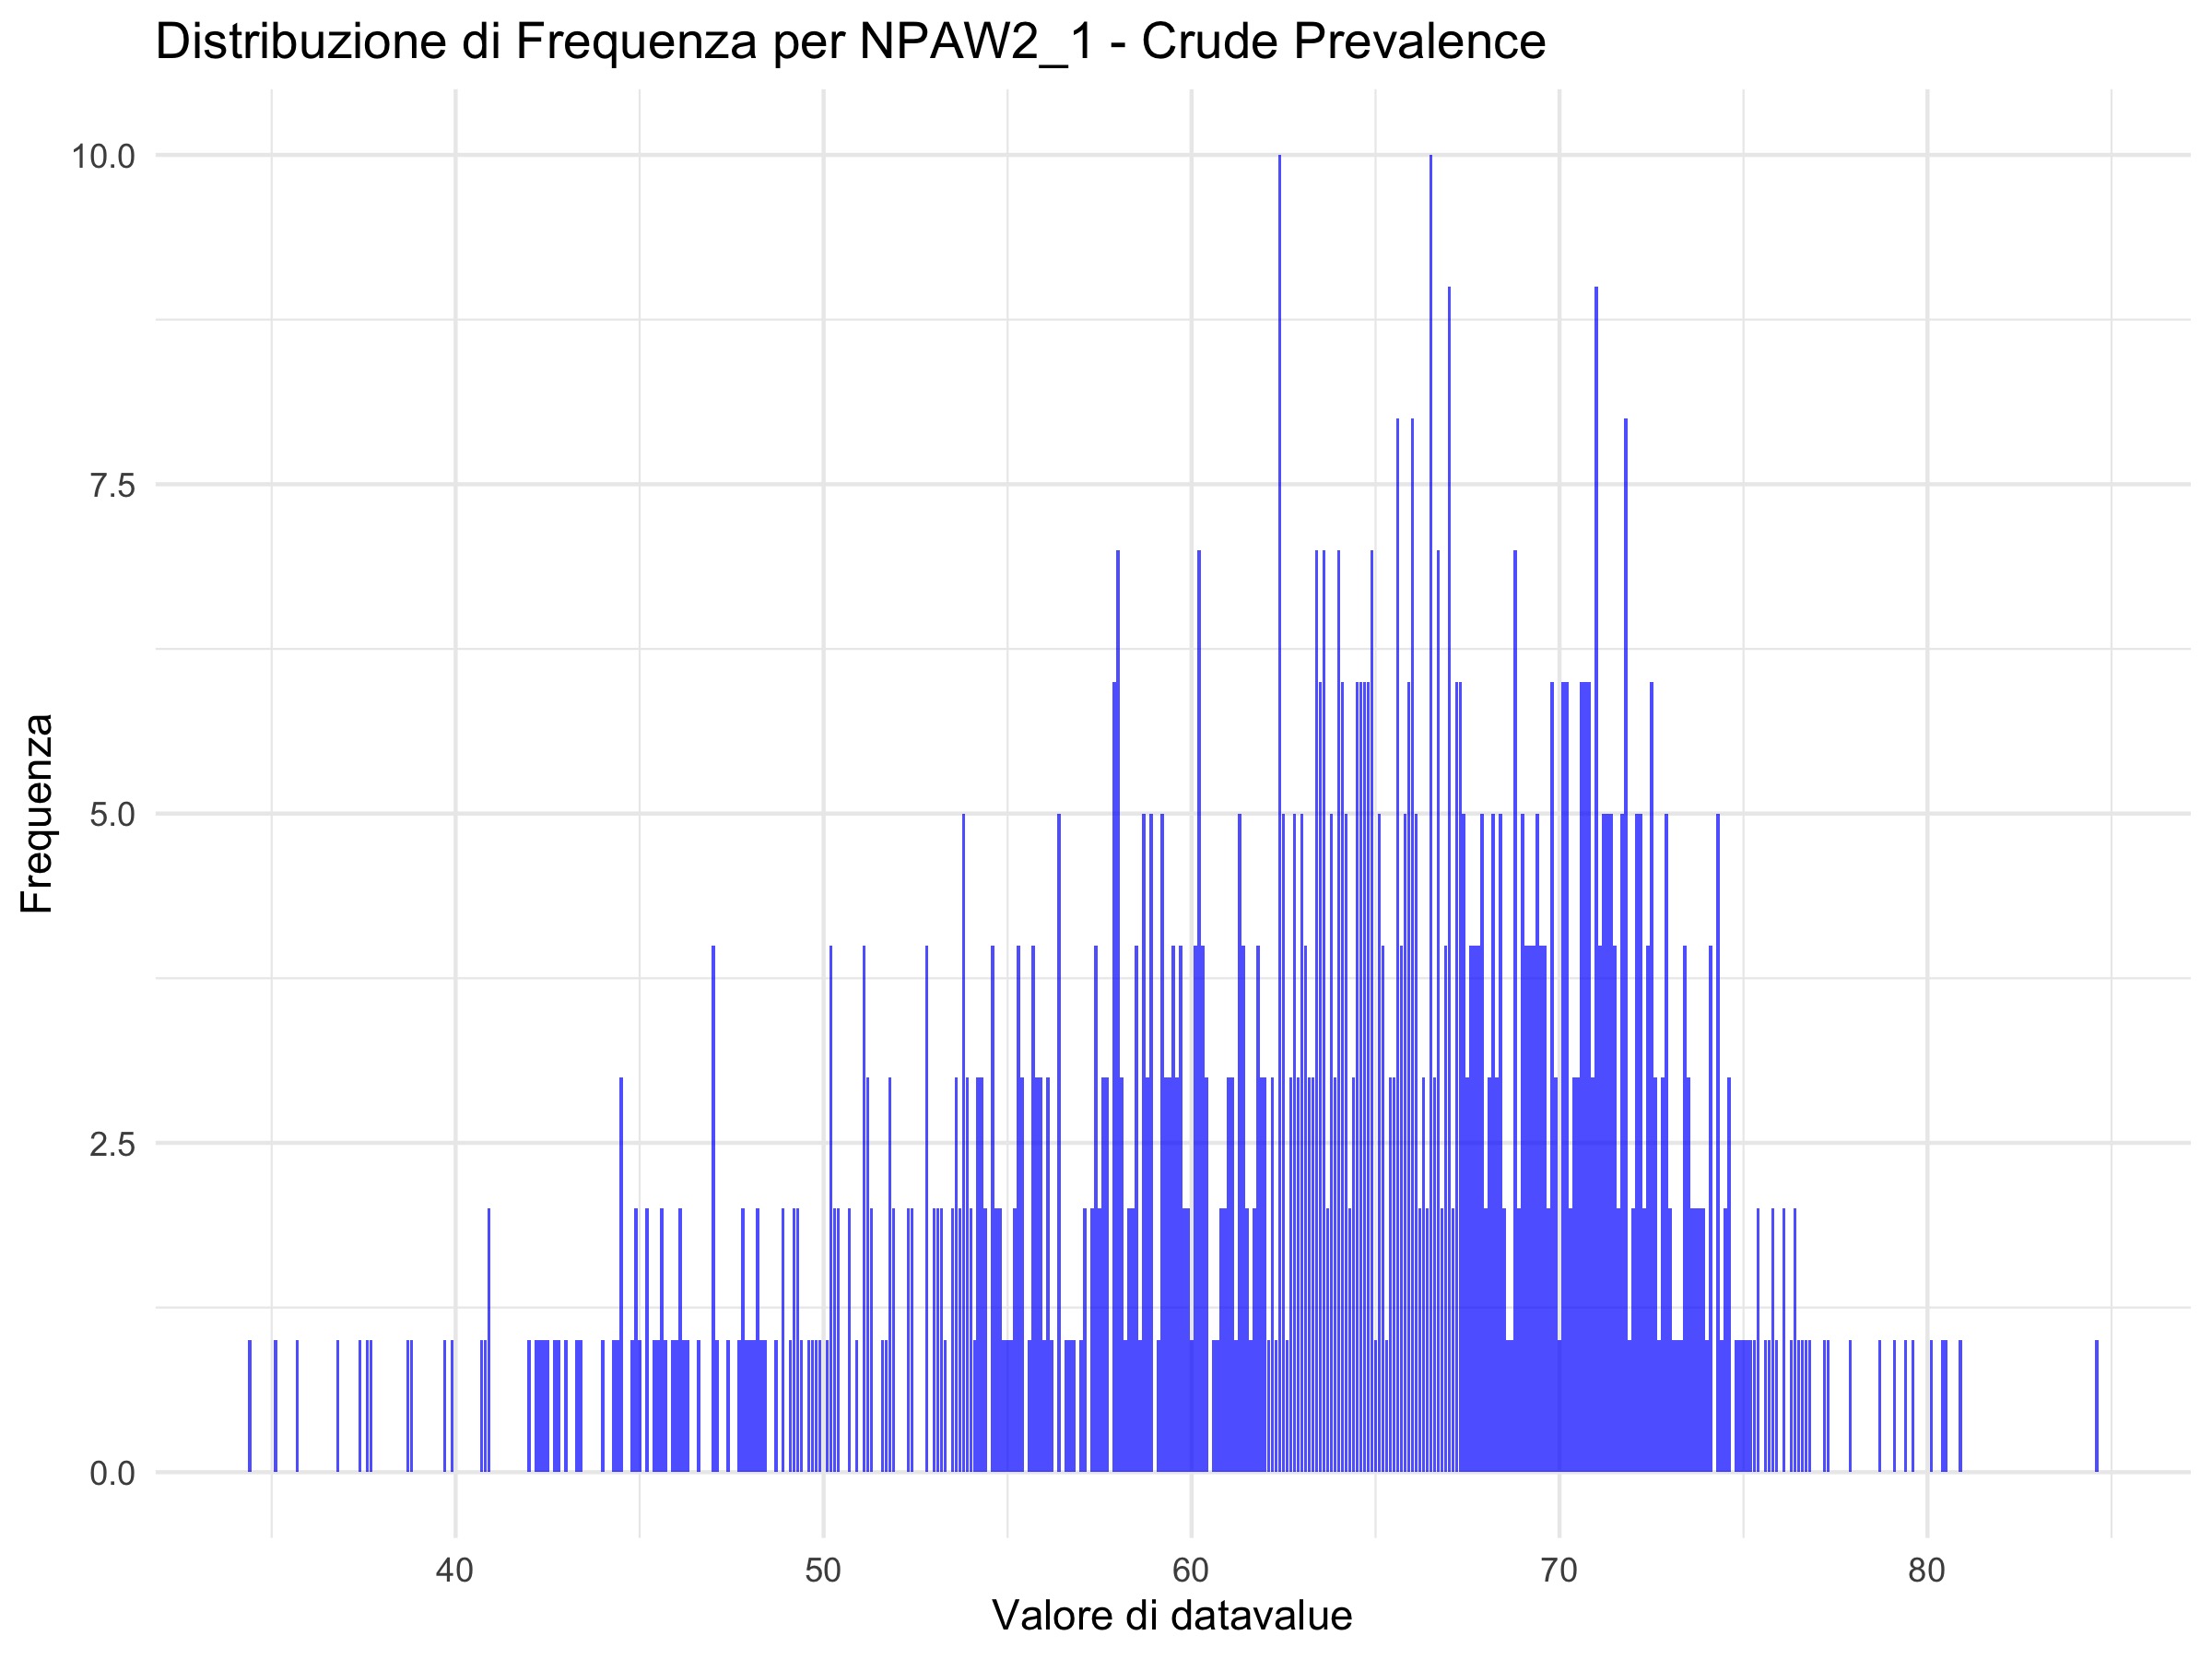 Distribuzione di Frequenza per NPAW2_1 - Crude Prevalence
10.0
7.5
5.0
2.5
0.0
Frequenza
40 50 60 70 80
Valore di datavalue